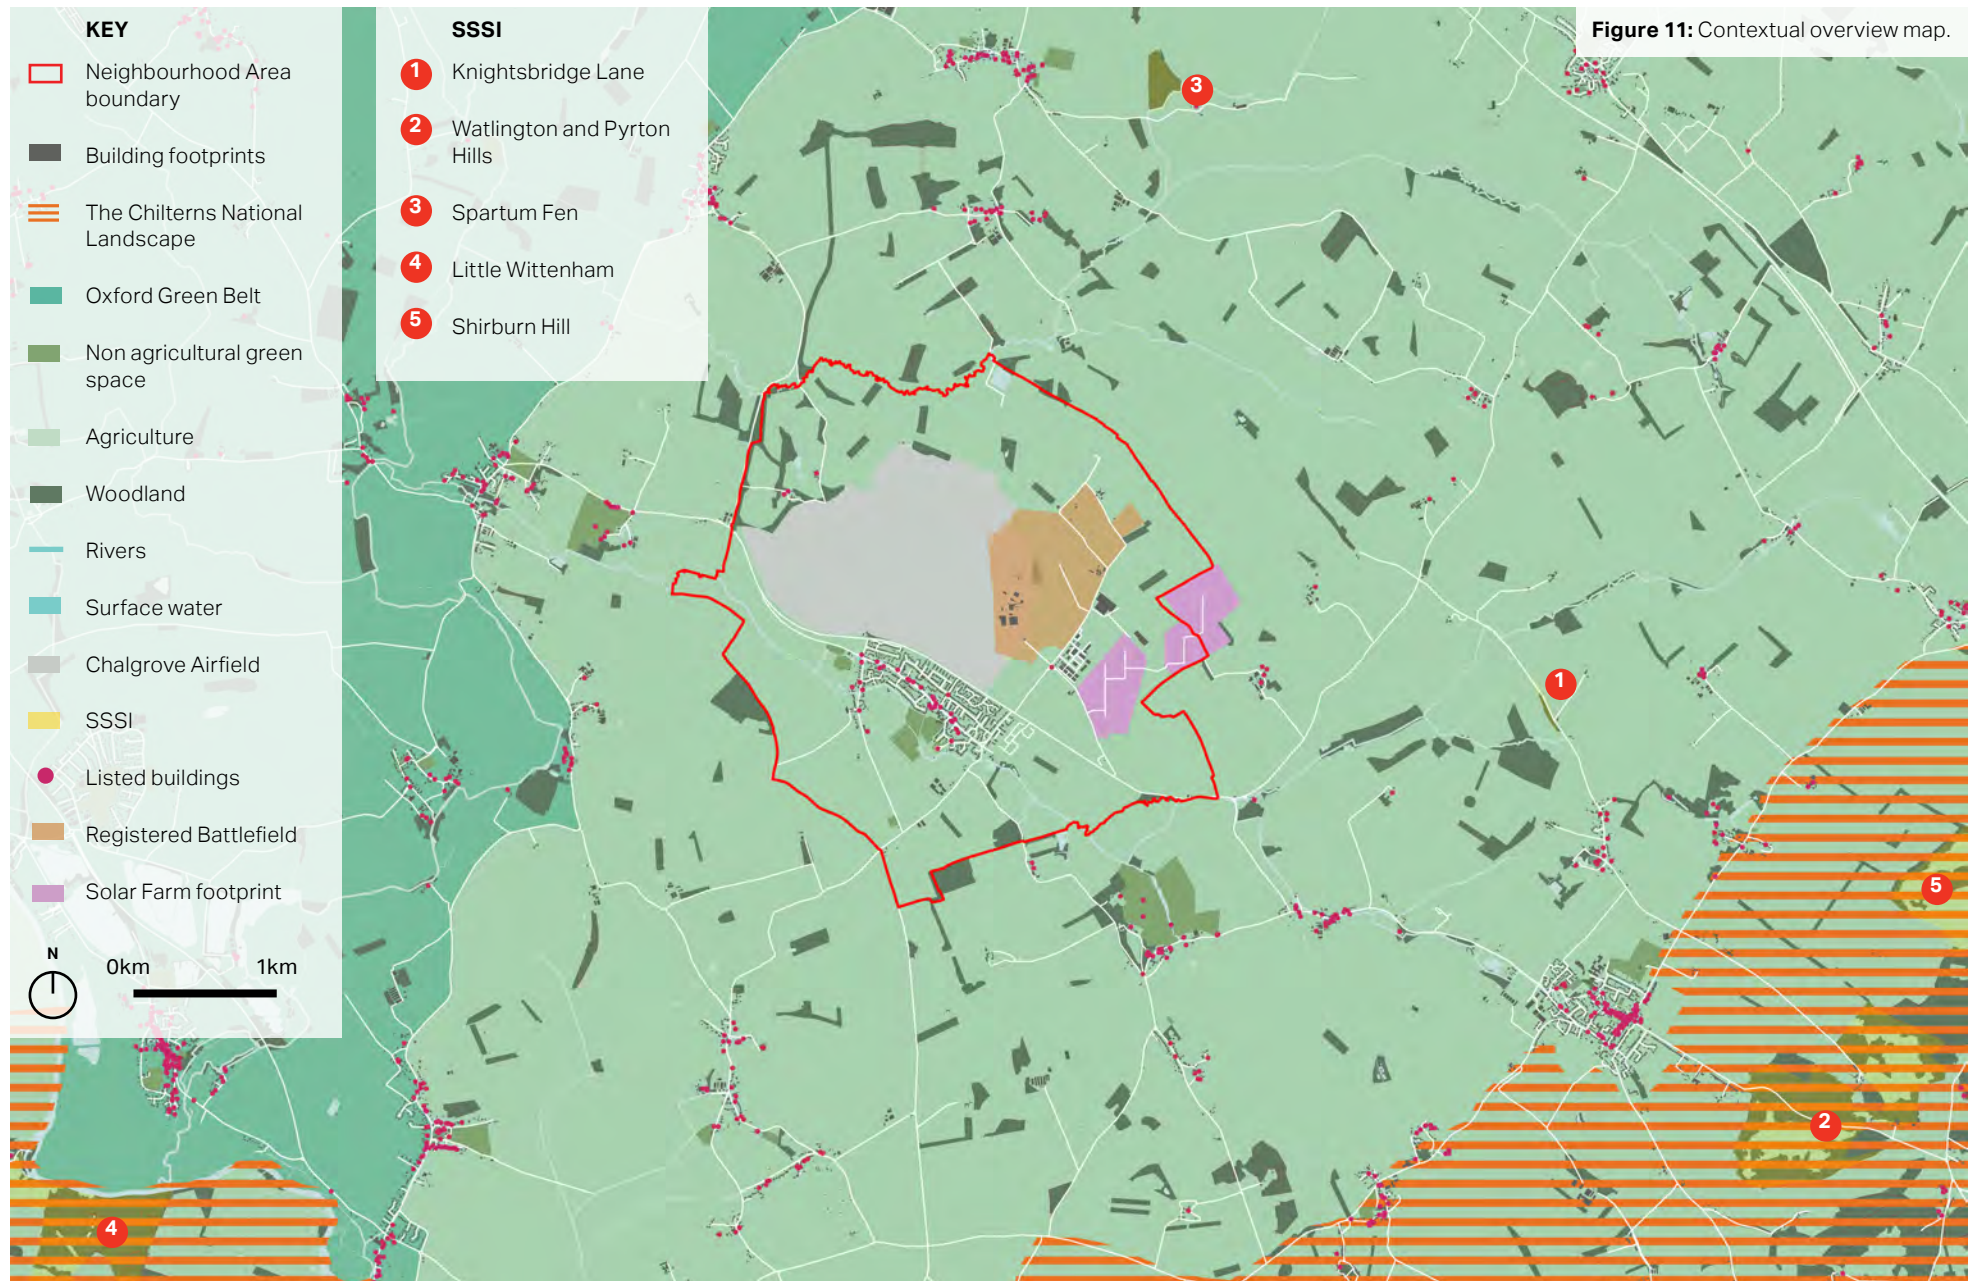 KEY
Neighbourhood Area
boundary
Building footprints
The Chilterns National
Landscape
Oxford Green Belt
Non agricultural green
space
Agriculture
Woodland
Rivers
Surface water
Chalgrove Airfield
SSSI
Listed buildings
Registered Battlefield
Solar Farm footprint
N
0km 1km
SSSI
1 Knightsbridge Lane
2 Watlington and Pyrton
Hills
3 Spartum Fen
4 Little Wittenham
5 Shirburn Hill
Figure 11: Contextual overview map.
3
1
5
2
4